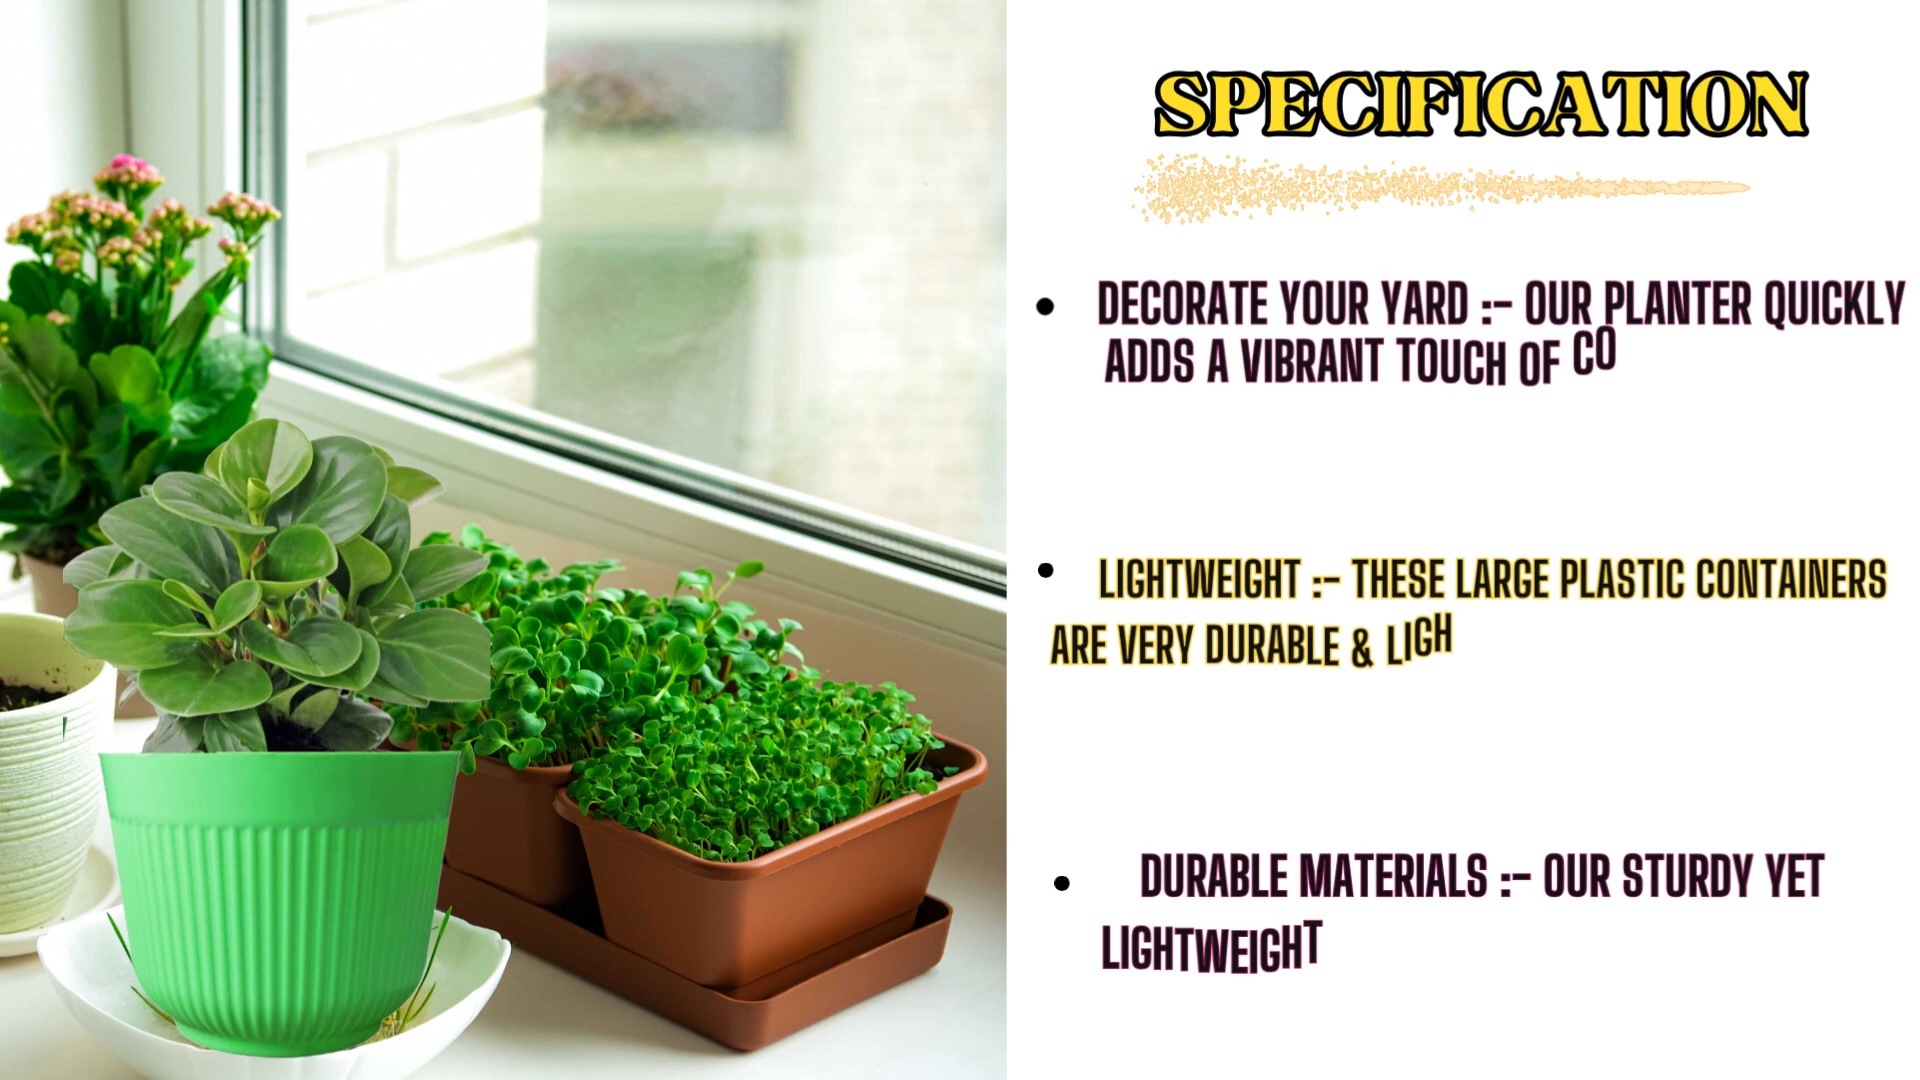 SPECIFICATION
• DECORATE YOUR YARD :- OUR PLANTER QUICKLY
ADDS A VIBRANT TOUCH OF CO
• LIGHTWEIGHT :- THESE LARGE PLASTIC CONTAINERS
ARE VERY DURABLE & LIGH
• DURABLE MATERIALS :- OUR STURDY YET
LIGHTWEIGHT